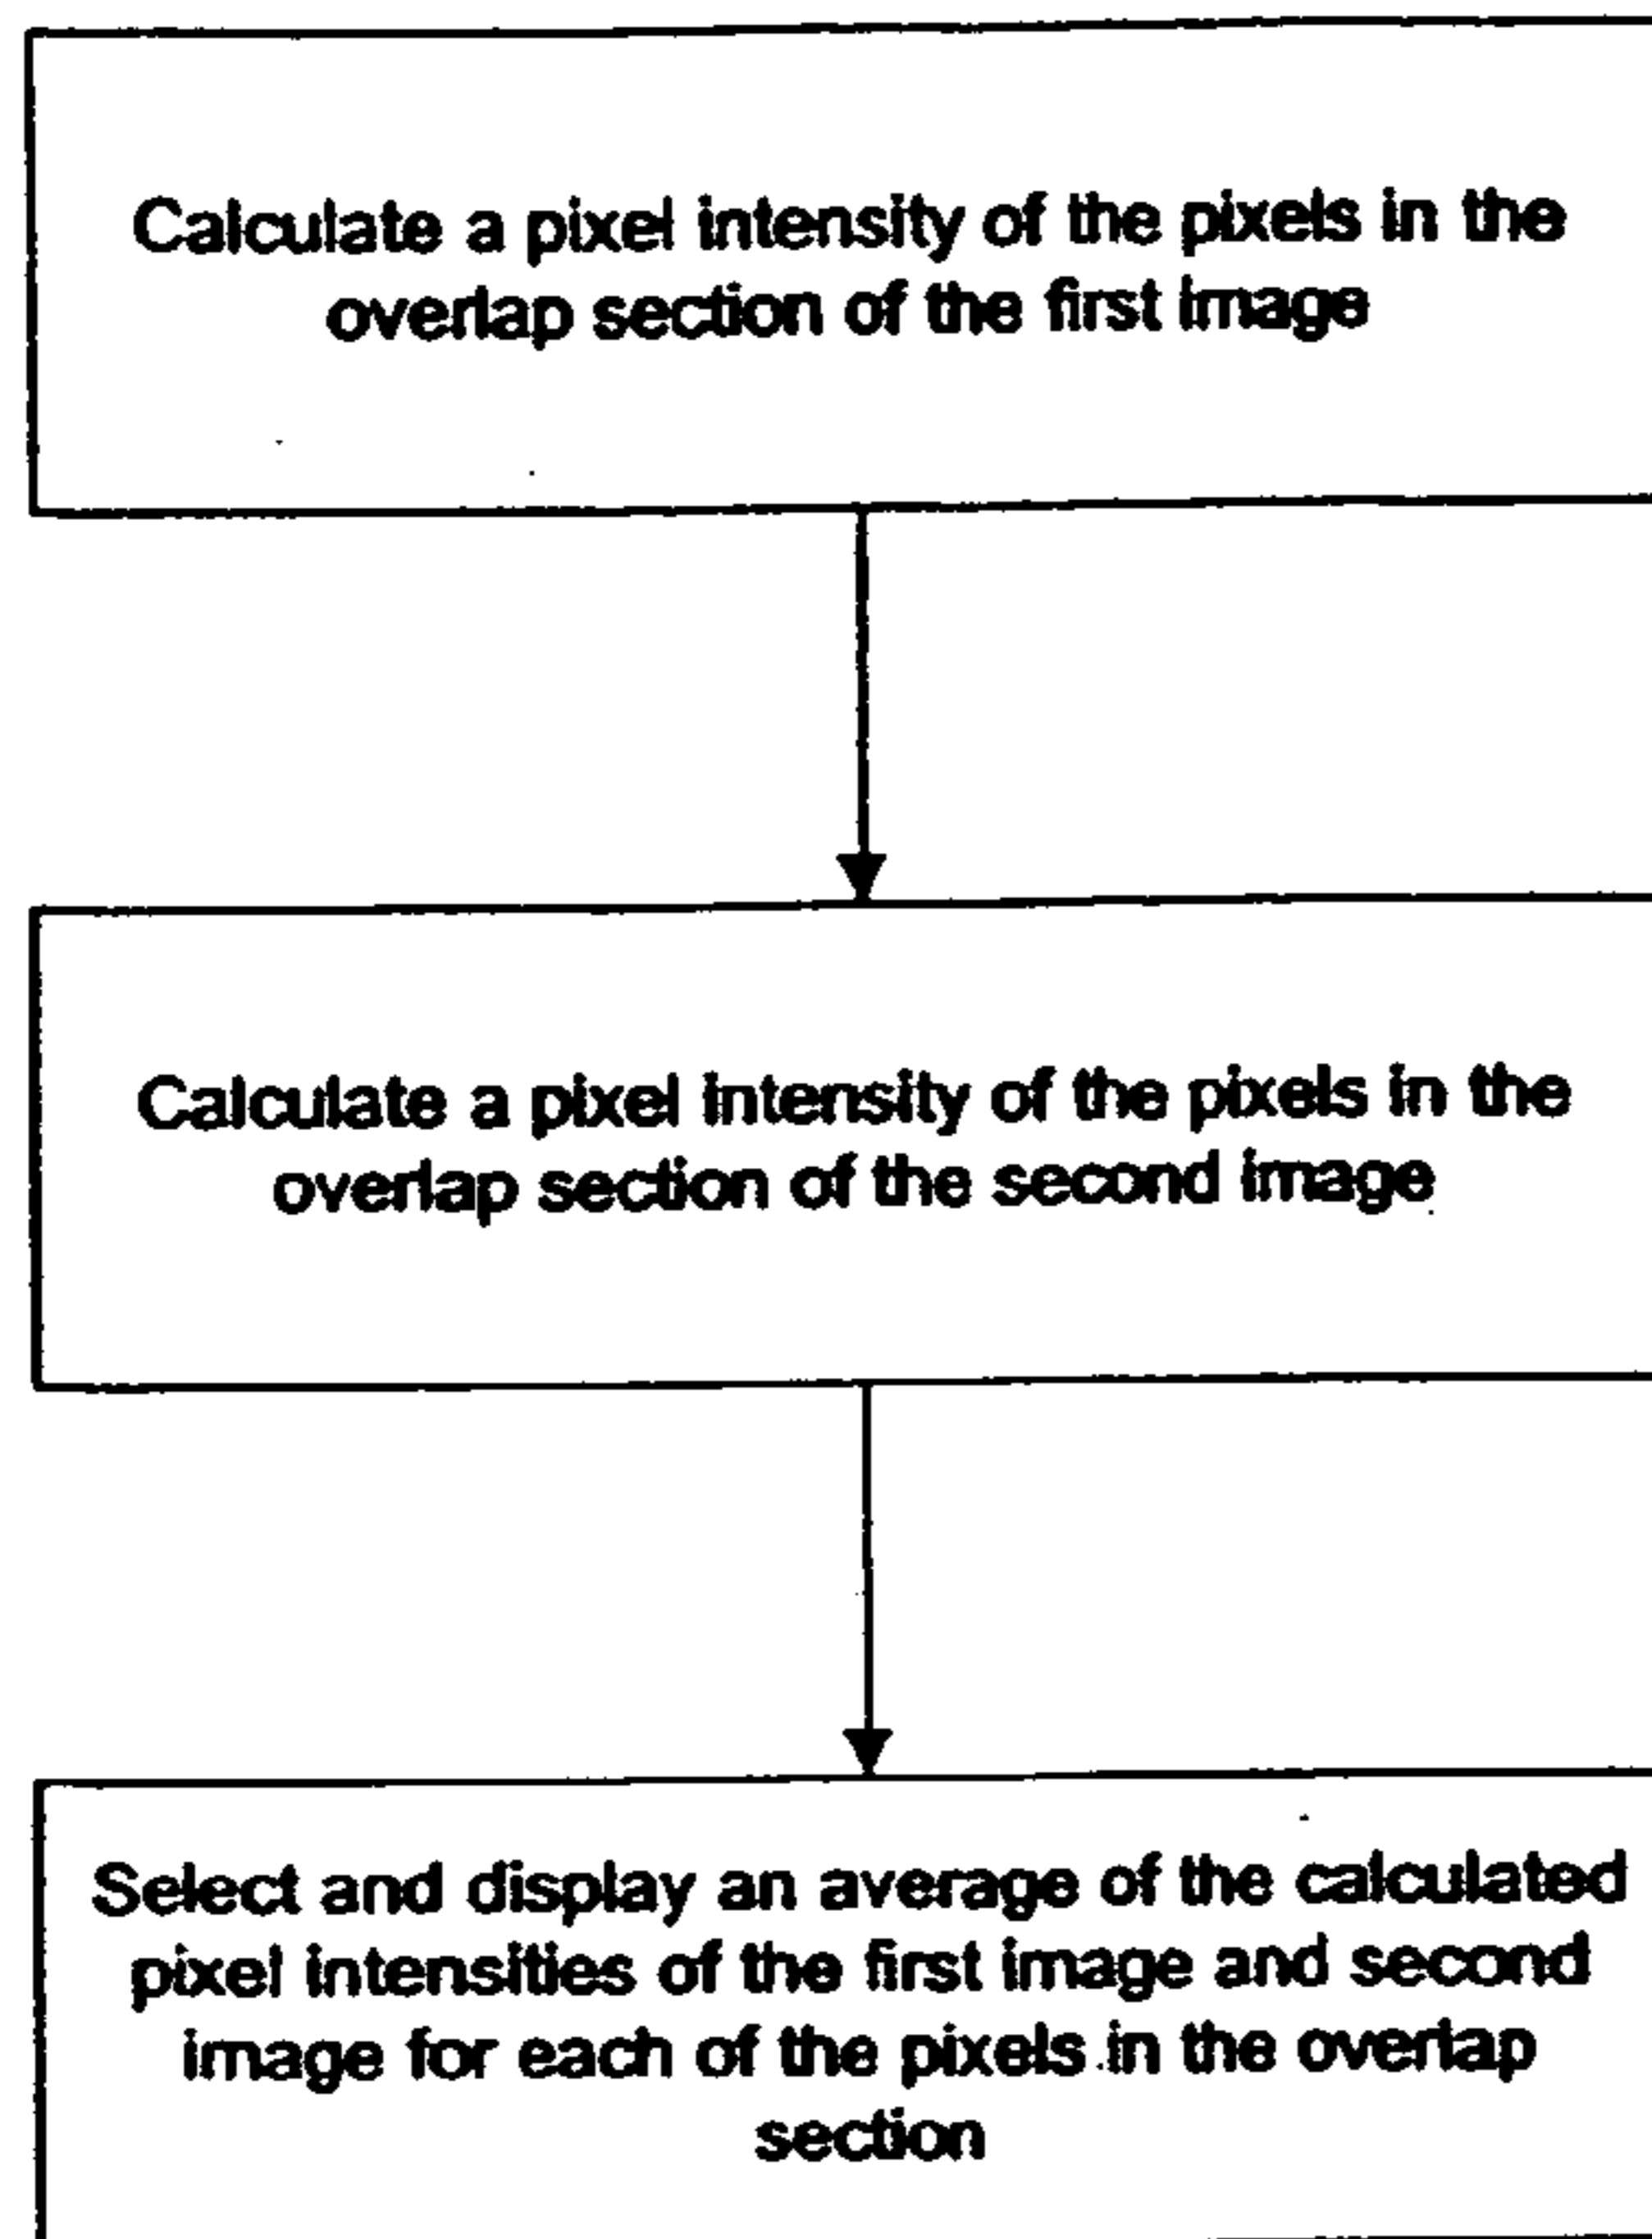 Calculate a pixel intensity of the pixels in the
overlap section of the first image
Calculate a pixel intensity of the pixels in the
overlap section of the second image
Select and display an average of the calculated
pixel intensities of the first image and second
image for each of the pixels in the overlap
section